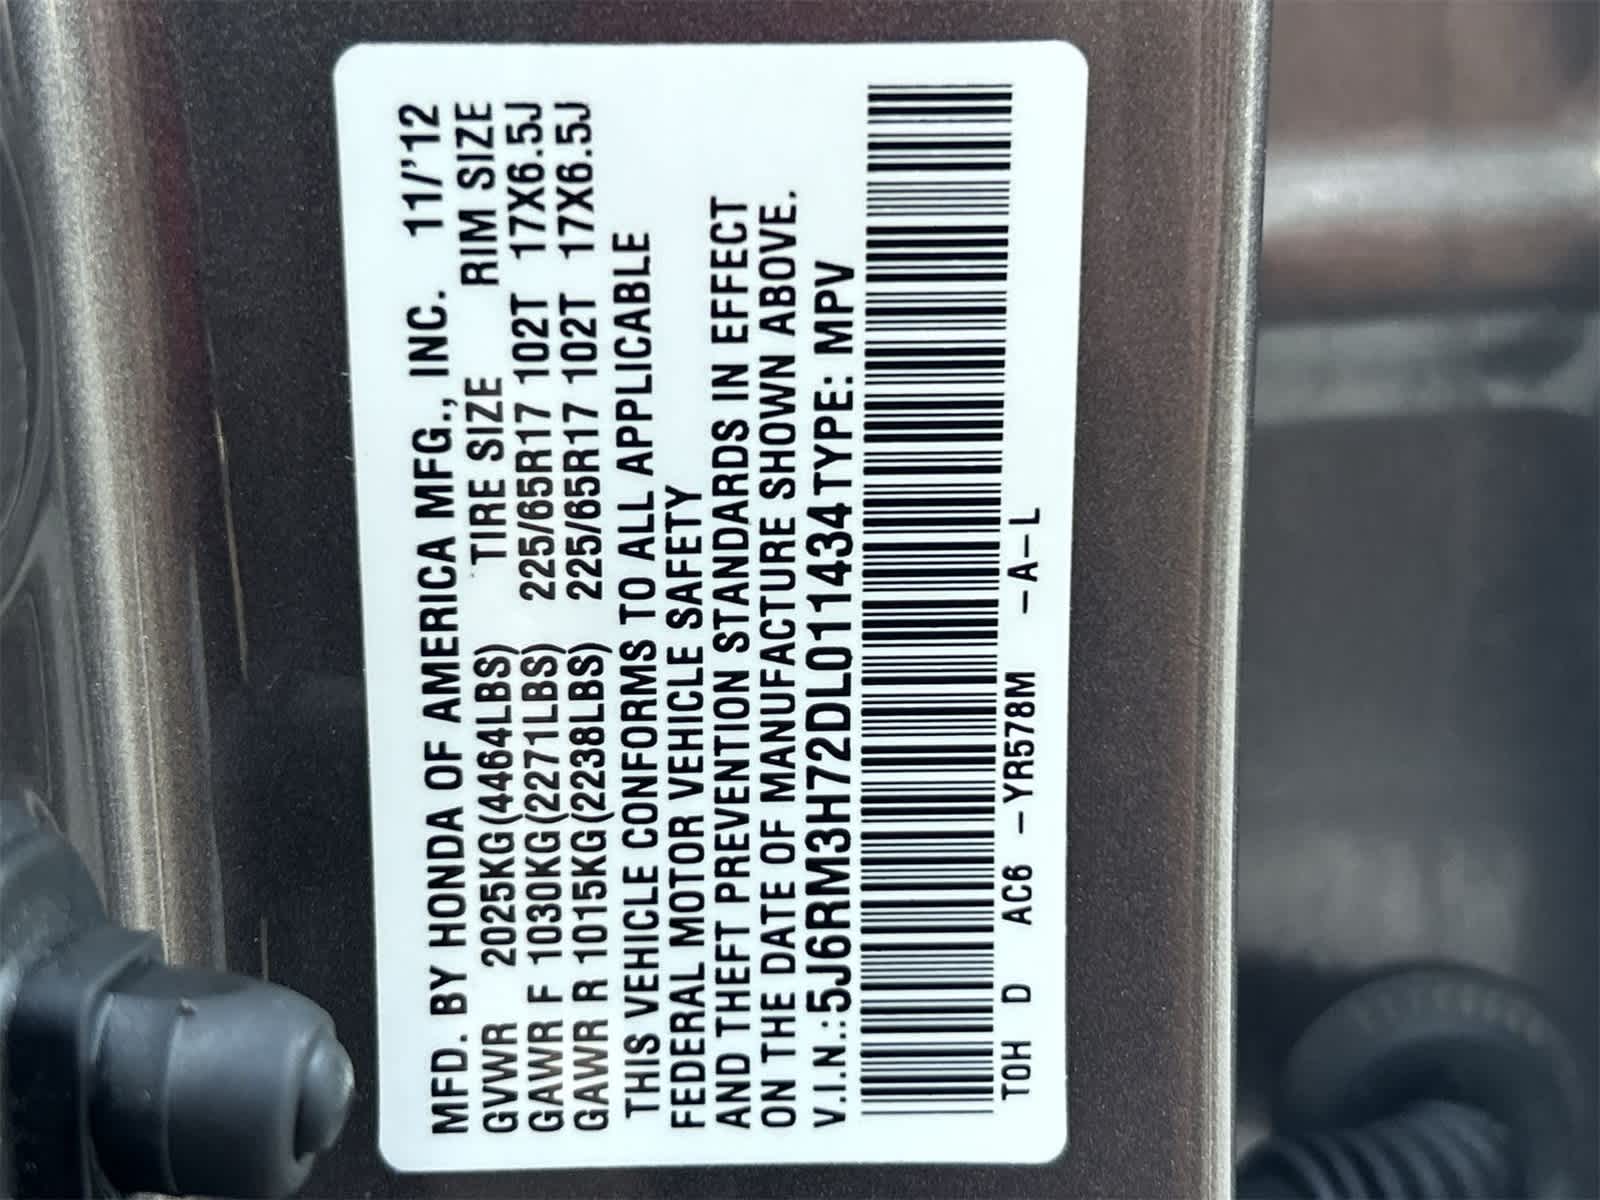 MFD. BY HONDA OF AMERICA MFG., INC. 11/'12
GVWR 2025KG(4464LBS) TIRE SIZE RIM SIZE
GAWR F 1030KG(2271LBS) 225/65R17 102T 17X6.5J
GAWR R 1015KG(2238LBS) 225/65R17 102T 17X6.5J
THIS VEHICLE CONFORMS TO ALL APPLICABLE
FEDERAL MOTOR VEHICLE SAFETY
AND THEFT PREVENTION STANDARDS IN EFFECT
ON THE DATE OF MANUFACTURE SHOWN ABOVE.
V.I.N.:5J6RM3H72DL011434 TYPE: MPV
TOH D AC6 -YR578M -A-L